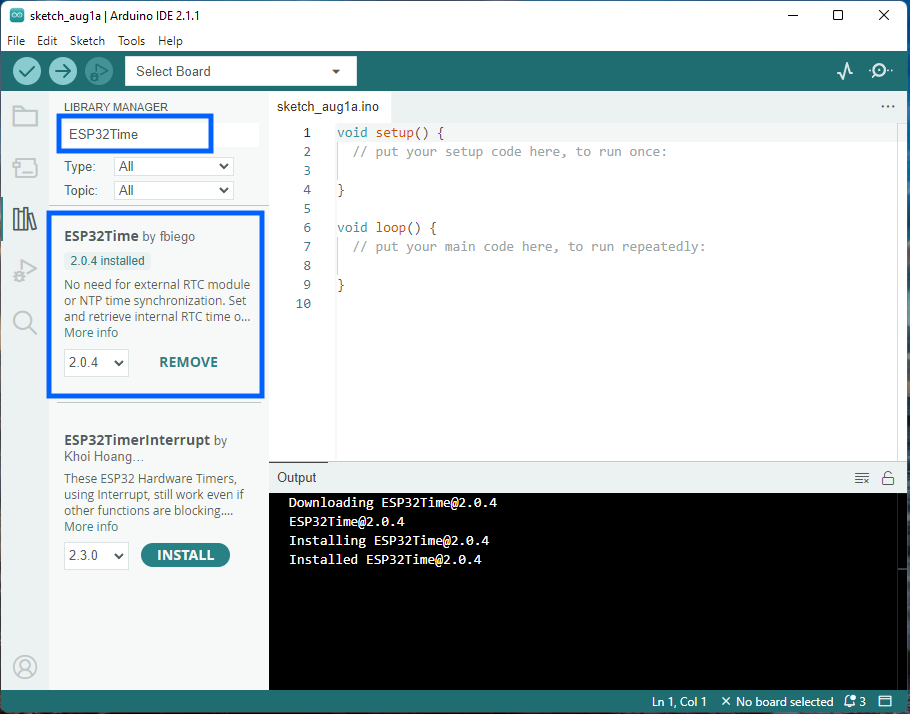 sketch_aug1a | Arduino IDE 2.1.1
File Edit Sketch Tools Help
Select Board
LIBRARY MANAGER
ESP32Time
Type: All
Topic: All
ESP32Time by fbiego
2.0.4 installed
No need for external RTC module
or NTP time synchronization. Set
and retrieve internal RTC time o...
More info
2.0.4 REMOVE
ESP32TimerInterrupt by
Khoi Hoang...
These ESP32 Hardware Timers,
using Interrupt, still work even if
other functions are blocking....
More info
2.3.0 INSTALL
sketch_aug1a.ino
1 void setup() {
2 // put your setup code here, to run once:
3
4 }
5
6 void loop() {
7 // put your main code here, to run repeatedly:
8
9 }
10
Output
Downloading ESP32Time@2.0.4
ESP32Time@2.0.4
Installing ESP32Time@2.0.4
Installed ESP32Time@2.0.4
Ln 1, Col 1 No board selected 3